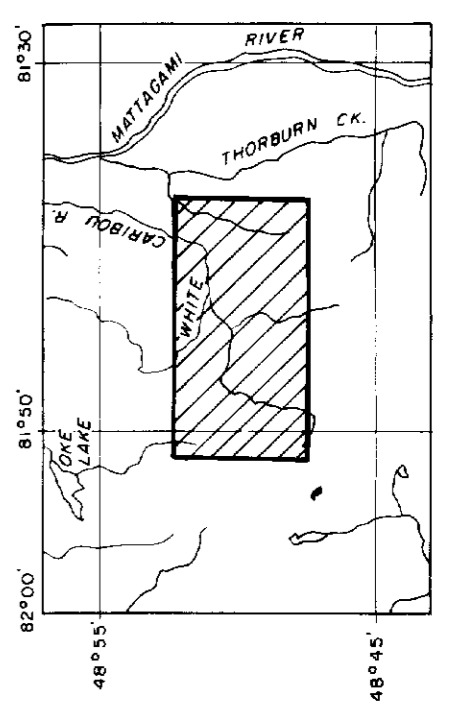 81°30'
MATTAGAMI RIVER
THORBURN CK.
WHITE CARIBOU R.
81°50'
OKE
LAKE
82°00'
48°55'
48°45'